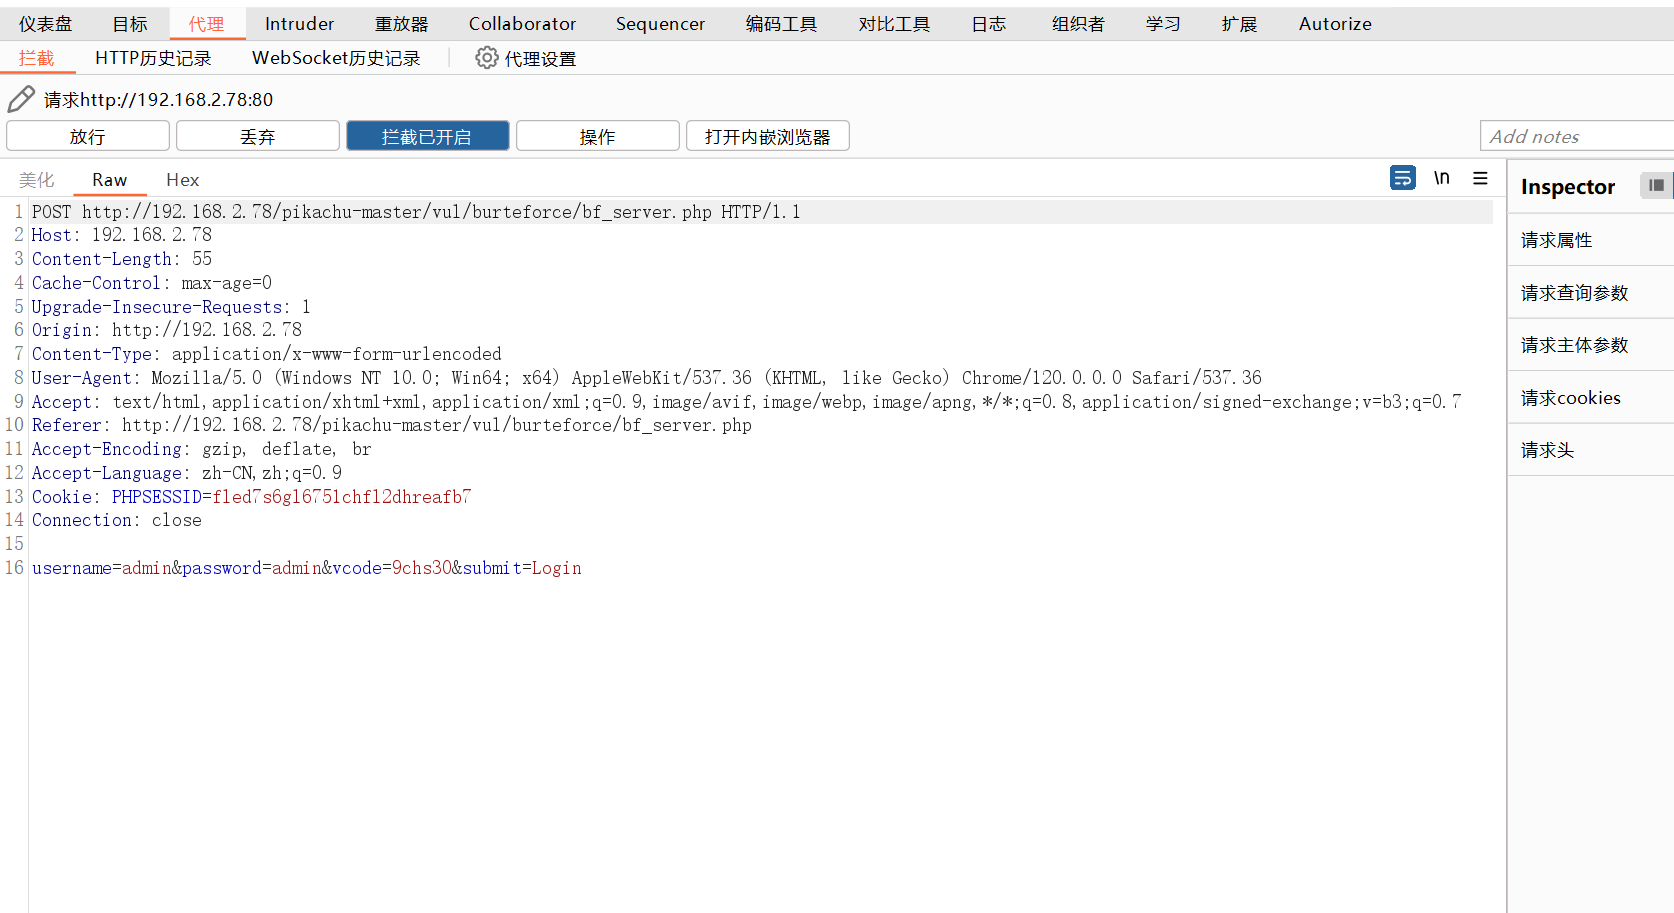 仪表盘 目标 代理 Intruder 重放器 Collaborator Sequencer 编码工具 对比工具 日志 组织者 学习 扩展 Autorize
拦截 HTTP历史记录 WebSocket历史记录 代理设置
请求http://192.168.2.78:80
放行 丢弃 拦截已开启 操作 打开内嵌浏览器 Add notes
美化 Raw Hex \n
Inspector
请求属性
请求查询参数
请求主体参数
请求cookies
请求头
1 POST http://192.168.2.78/pikachu-master/vul/burteforce/bf_server.php HTTP/1.1
2 Host: 192.168.2.78
3 Content-Length: 55
4 Cache-Control: max-age=0
5 Upgrade-Insecure-Requests: 1
6 Origin: http://192.168.2.78
7 Content-Type: application/x-www-form-urlencoded
8 User-Agent: Mozilla/5.0 (Windows NT 10.0; Win64; x64) AppleWebKit/537.36 (KHTML, like Gecko) Chrome/120.0.0.0 Safari/537.36
9 Accept: text/html,application/xhtml+xml,application/xml;q=0.9,image/avif,image/webp,image/apng,*/*;q=0.8,application/signed-exchange;v=b3;q=0.7
10 Referer: http://192.168.2.78/pikachu-master/vul/burteforce/bf_server.php
11 Accept-Encoding: gzip, deflate, br
12 Accept-Language: zh-CN,zh;q=0.9
13 Cookie: PHPSESSID=fled7s6gl675lchfl2dhreafb7
14 Connection: close
15
16 username=admin&password=admin&vcode=9chs30&submit=Login